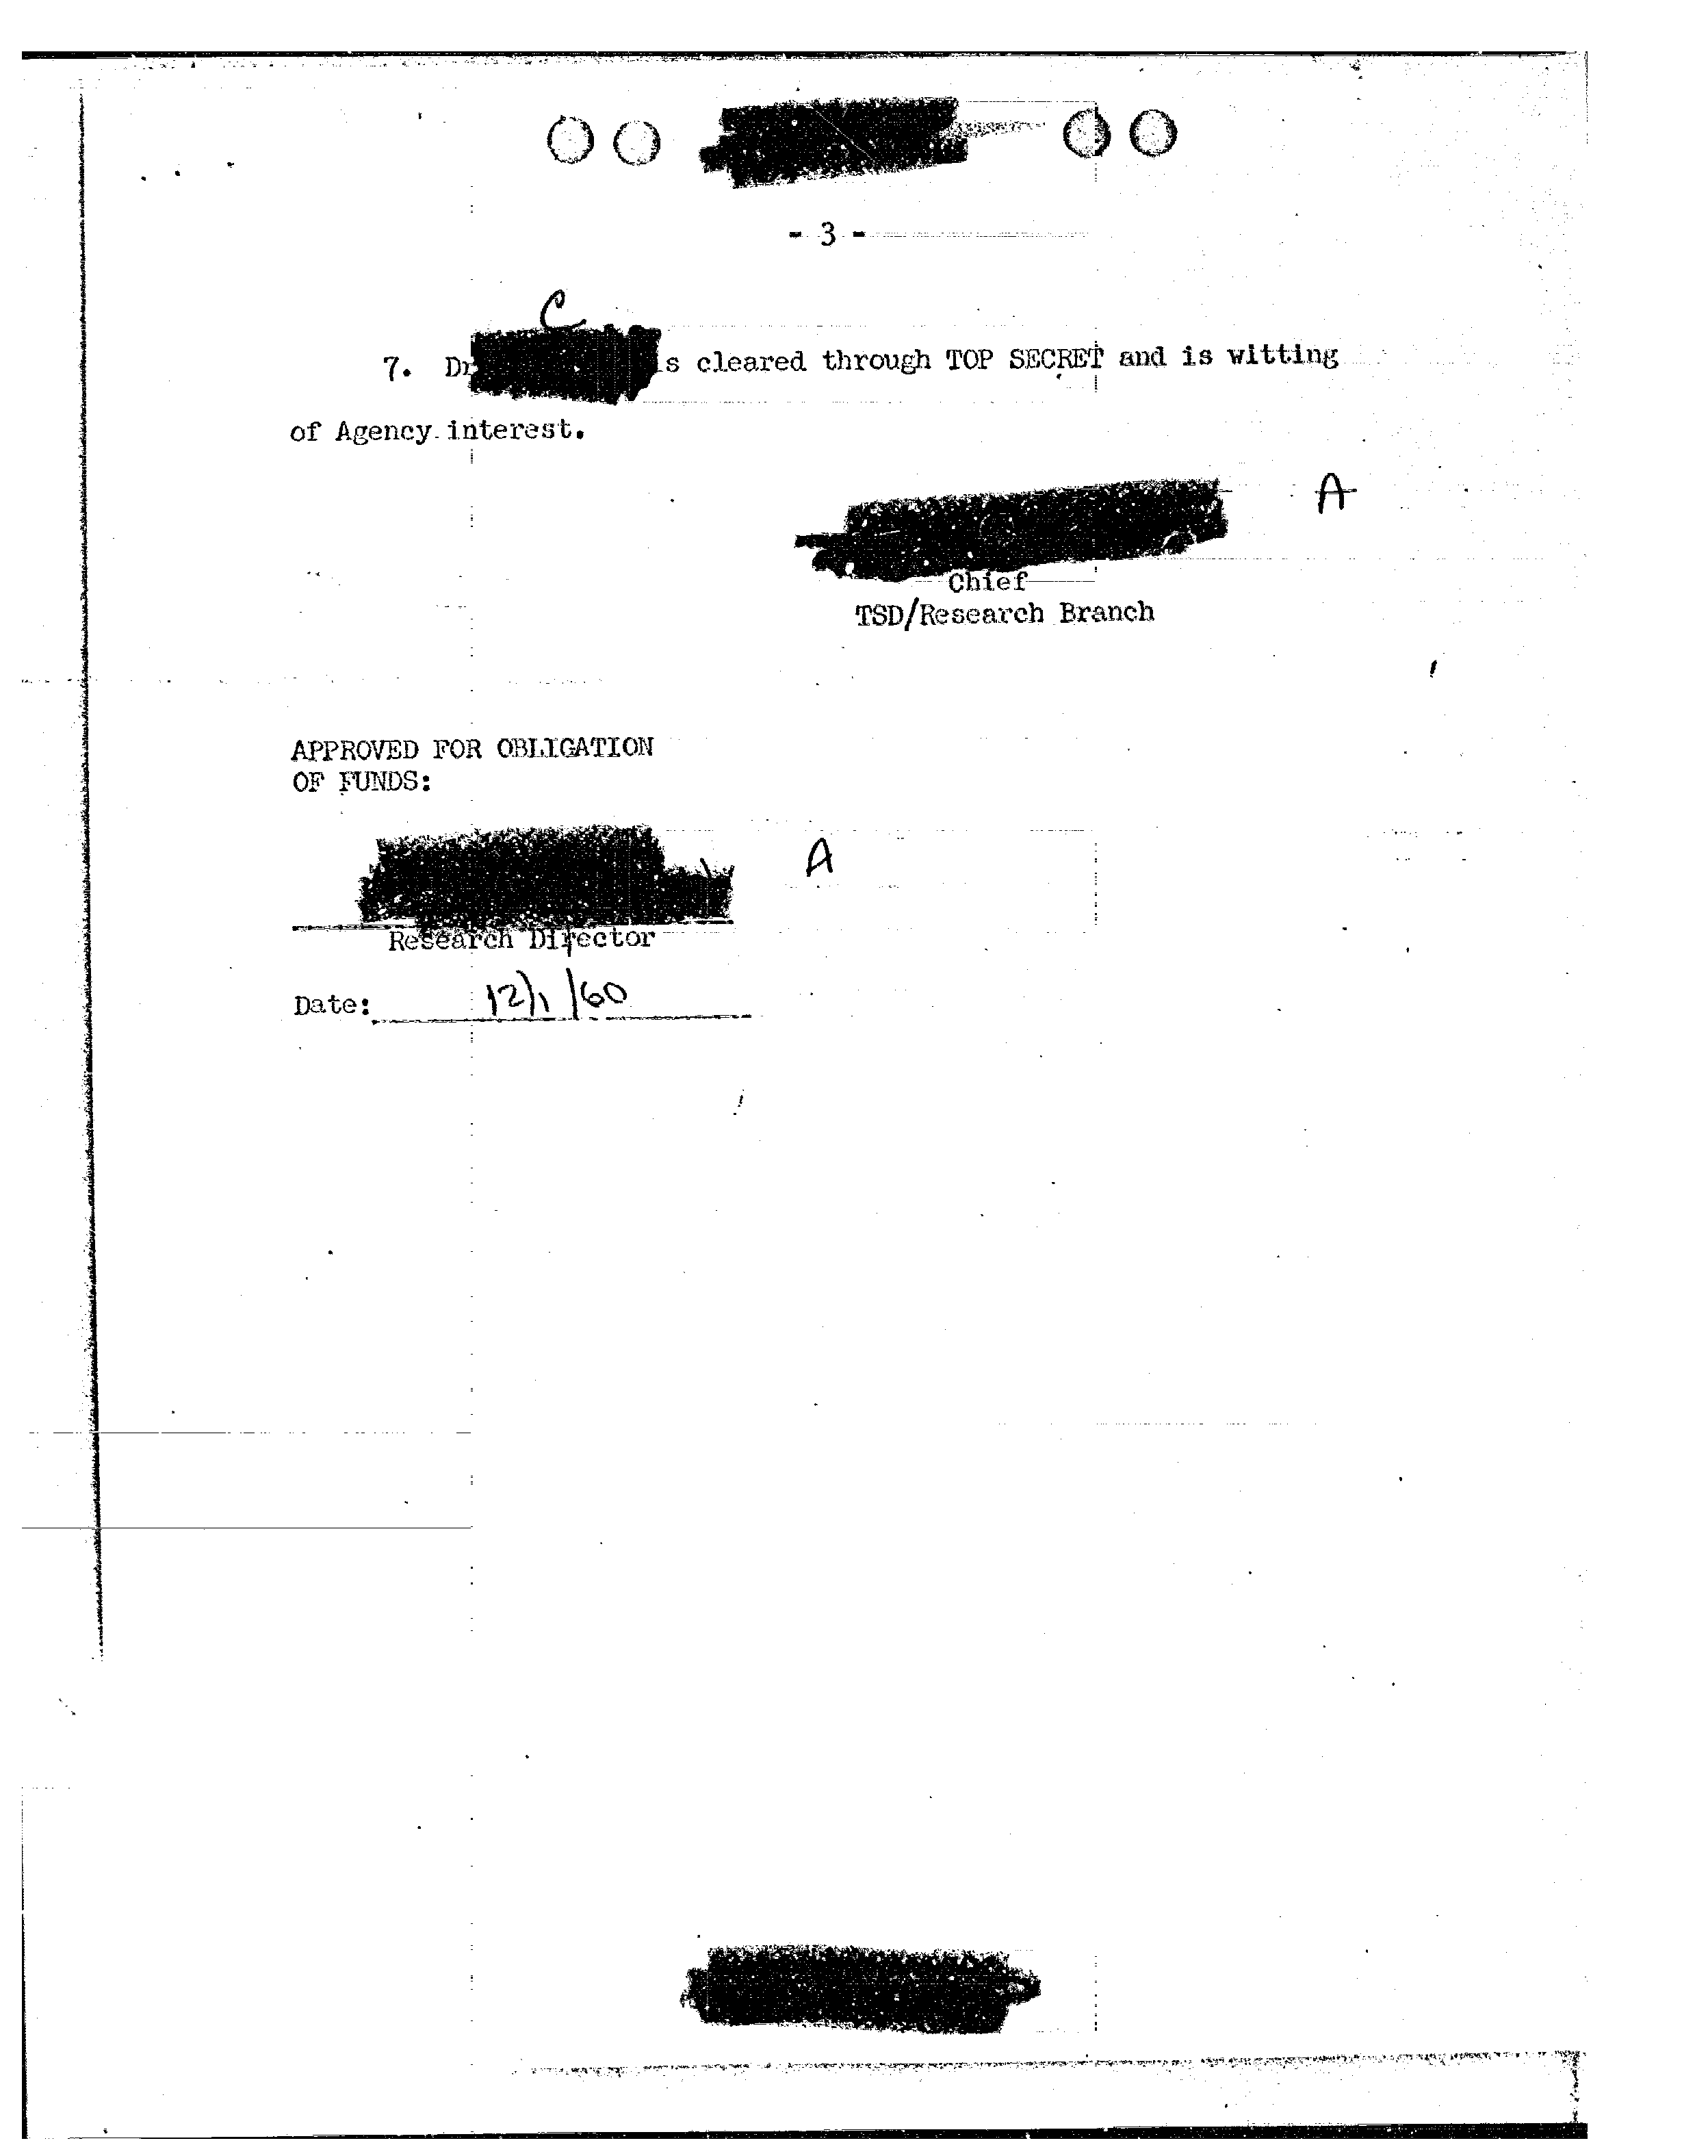 - 3 -
C
7. Dr is cleared through TOP SECRET and is witting
of Agency interest.
A
Chief
TSD/Research Branch
APPROVED FOR OBLIGATION
OF FUNDS:
A
Research Director
Date: 12/1/60